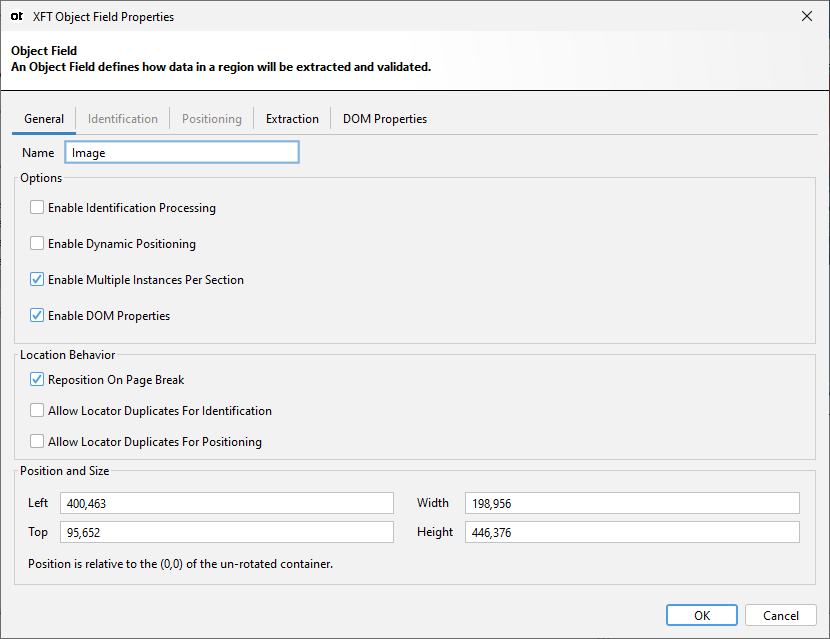 ot XFT Object Field Properties
Object Field
An Object Field defines how data in a region will be extracted and validated.
General Identification Positioning Extraction DOM Properties
Name Image
Options
Enable Identification Processing
Enable Dynamic Positioning
Enable Multiple Instances Per Section
Enable DOM Properties
Location Behavior
Reposition On Page Break
Allow Locator Duplicates For Identification
Allow Locator Duplicates For Positioning
Position and Size
Left 400,463 Width 198,956
Top 95,652 Height 446,376
Position is relative to the (0,0) of the un-rotated container.
OK Cancel